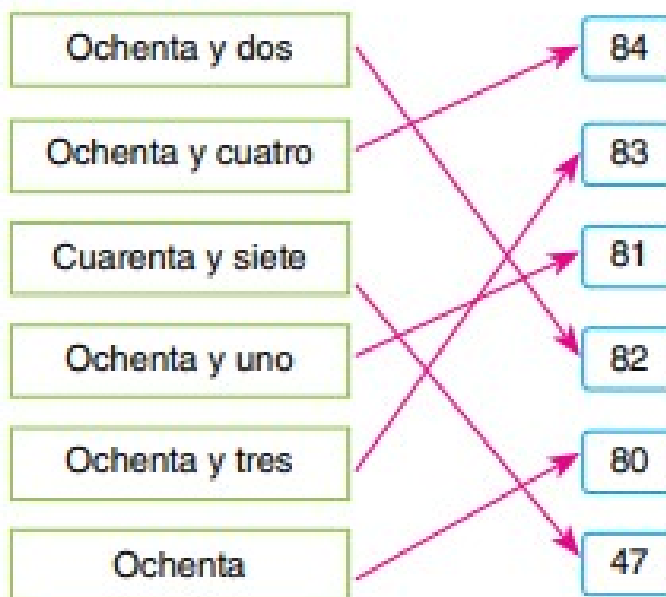 Ochenta y dos
84
Ochenta y cuatro
83
Cuarenta y siete
81
Ochenta y uno
82
Ochenta y tres
80
Ochenta
47